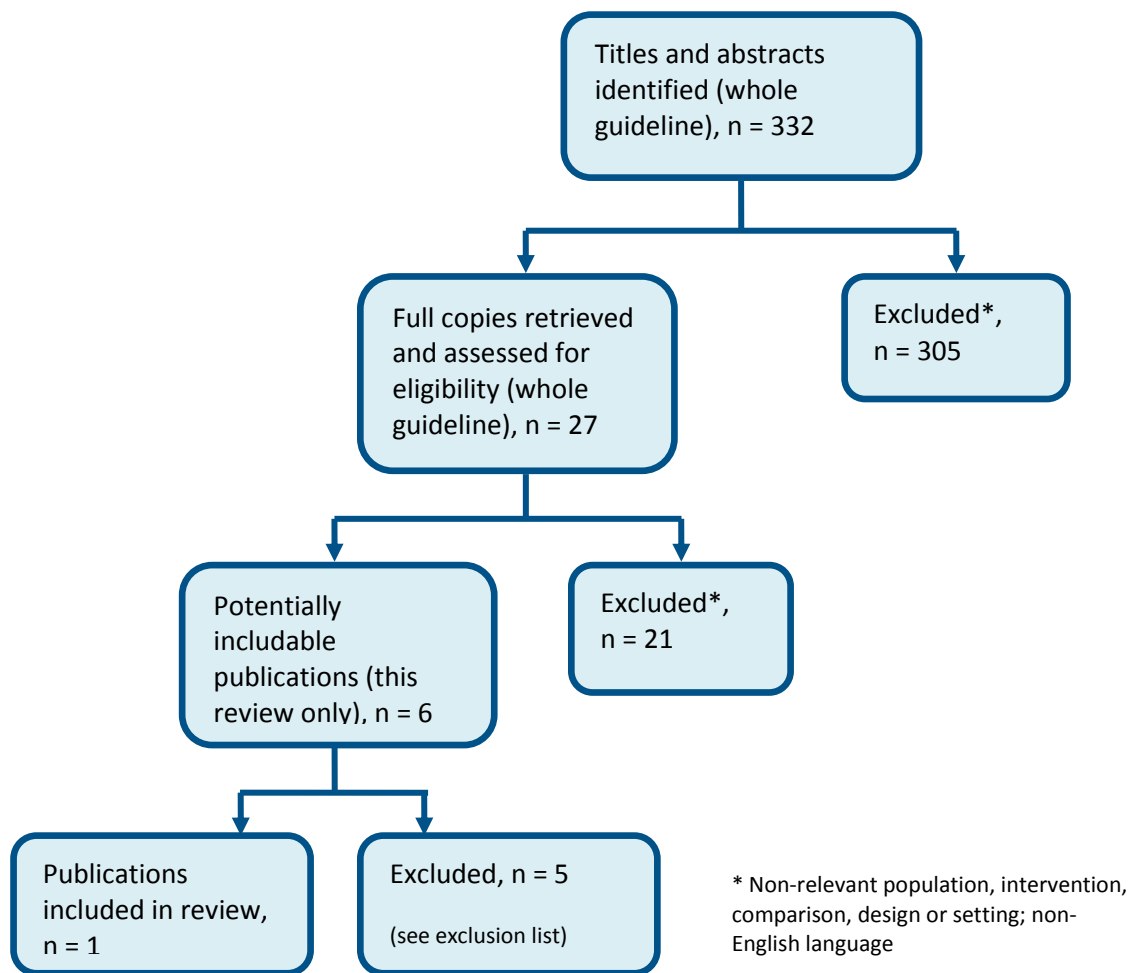 Titles and abstracts
identified (whole
guideline), n = 332
Full copies retrieved
and assessed for
eligibility (whole
guideline), n = 27
Excluded*,
n = 305
Potentially
includable
publications (this
review only), n = 6
Excluded*,
n = 21
Publications
included in review,
n = 1
Excluded, n = 5
(see exclusion list)
* Non-relevant population, intervention,
comparison, design or setting; non-
English language